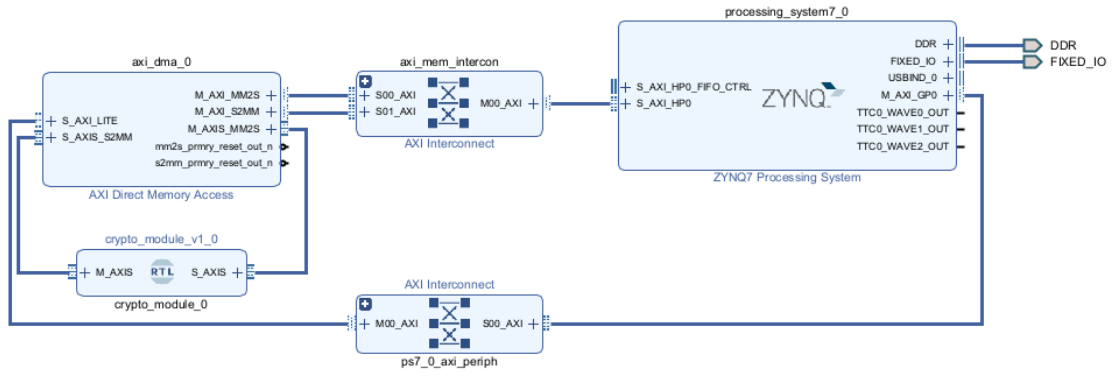 processing_system7_0
DDR
FIXED_IO
USBIND_0
M_AXI_GP0
TTC0_WAVE0_OUT
TTC0_WAVE1_OUT
TTC0_WAVE2_OUT
S_AXI_HP0_FIFO_CTRL
S_AXI_HP0
ZYNQ
ZYNQ7 Processing System
DDR
FIXED_IO
axi_dma_0
S_AXI_LITE
S_AXIS_S2MM
M_AXI_MM2S
M_AXI_S2MM
M_AXIS_MM2S
mm2s_prmry_reset_out_n
s2mm_prmry_reset_out_n
AXI Direct Memory Access
axi_mem_intercon
S00_AXI
S01_AXI
M00_AXI
AXI Interconnect
crypto_module_v1_0
M_AXIS
RTL
S_AXIS
crypto_module_0
AXI Interconnect
M00_AXI
S00_AXI
ps7_0_axi_periph